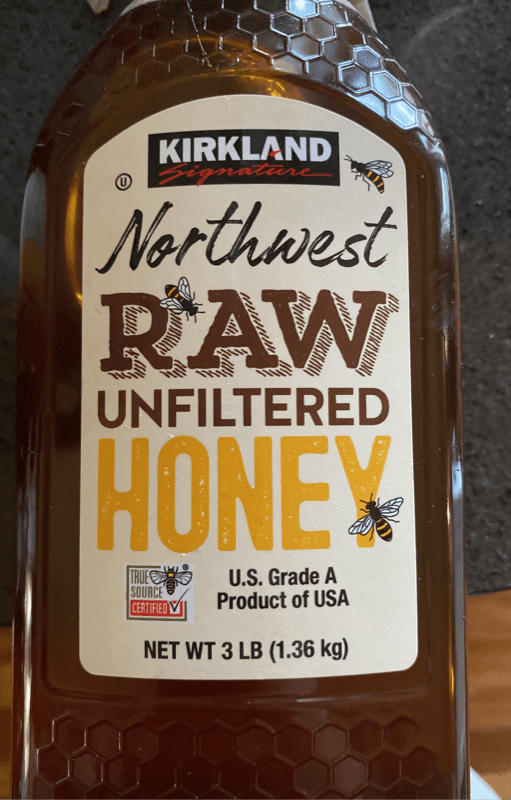 KIRKLAND
Signature
U
Northwest
RAW
UNFILTERED
HONEY
TRUE
SOURCE
CERTIFIED
®
U.S. Grade A
Product of USA
NET WT 3 LB (1.36 kg)